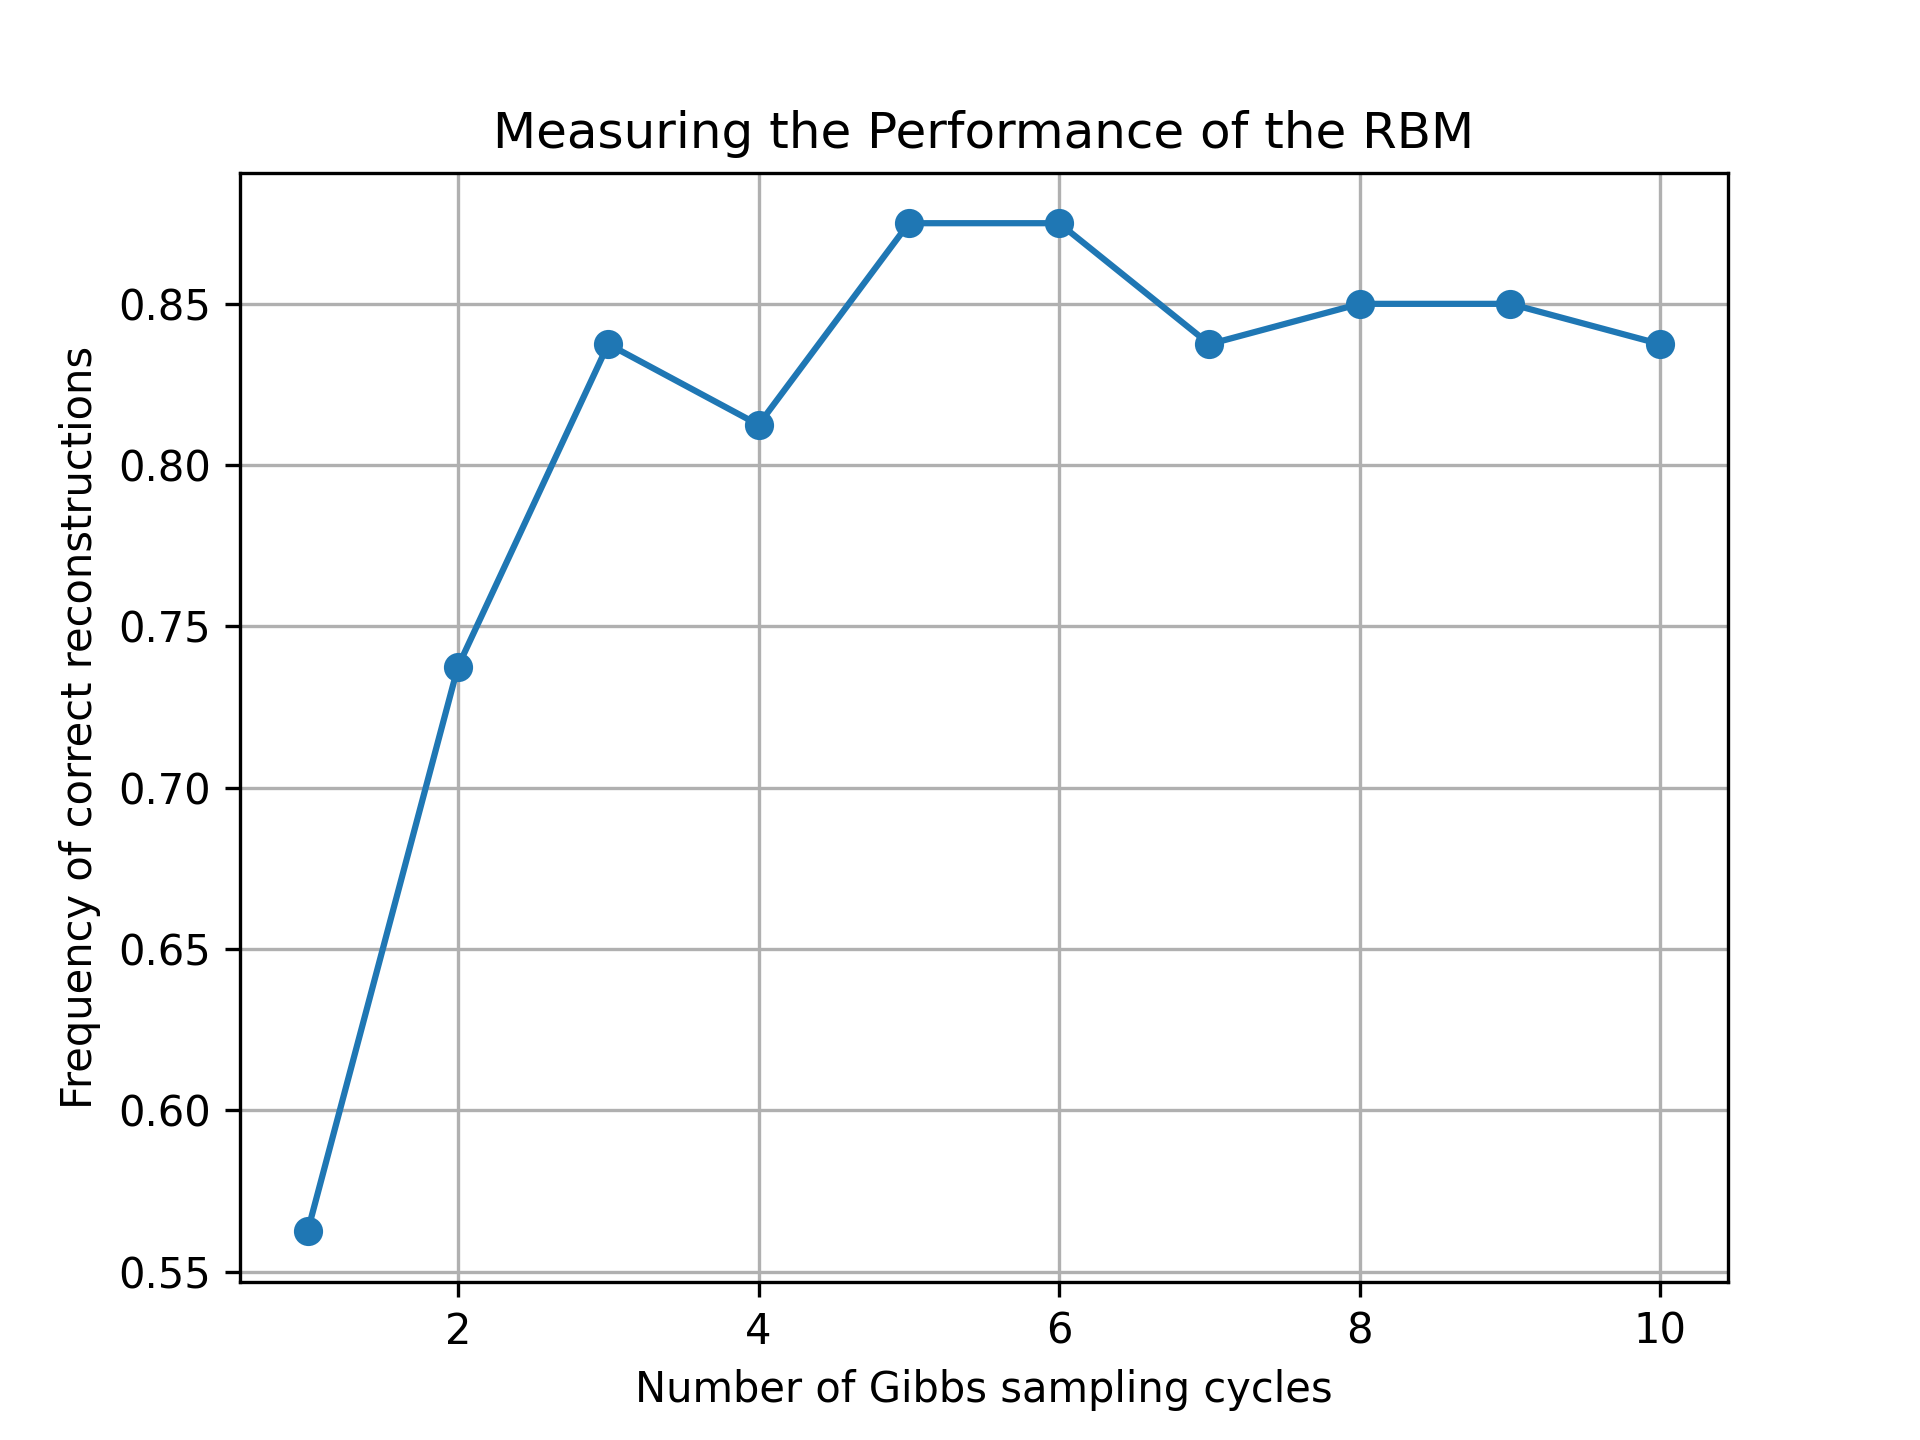 Measuring the Performance of the RBM
Frequency of correct reconstructions
0.85
0.80
0.75
0.70
0.65
0.60
0.55
2 4 6 8 10
Number of Gibbs sampling cycles